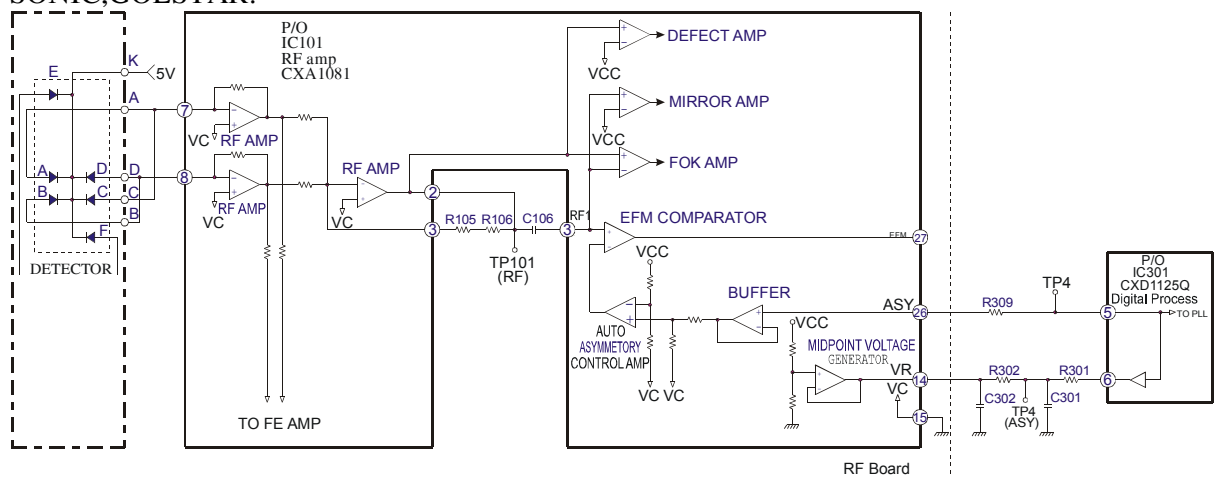 SONIC,GOLSTAR.
P/O
IC101
RF amp
CXA1081
K
5V
E
A
A
D
D
B
C
C
B
F
DETECTOR
7
8
VC
RF AMP
VC
RF AMP
RF AMP
VC
2
3
R105
R106
C106
3
RF1
TP101
(RF)
TO FE AMP
DEFECT AMP
VCC
MIRROR AMP
VCC
FOK AMP
EFM COMPARATOR
EFM
27
VCC
BUFFER
ASY
26
AUTO
ASYMMETORY
CONTROL AMP
VC VC
VCC
MIDPOINT VOLTAGE
GENERATOR
VR
14
VC
15
RF Board
R309
TP4
5
P/O
IC301
CXD1125Q
Digital Process
TO PLL
R302
R301
6
C302
TP4
(ASY)
C301